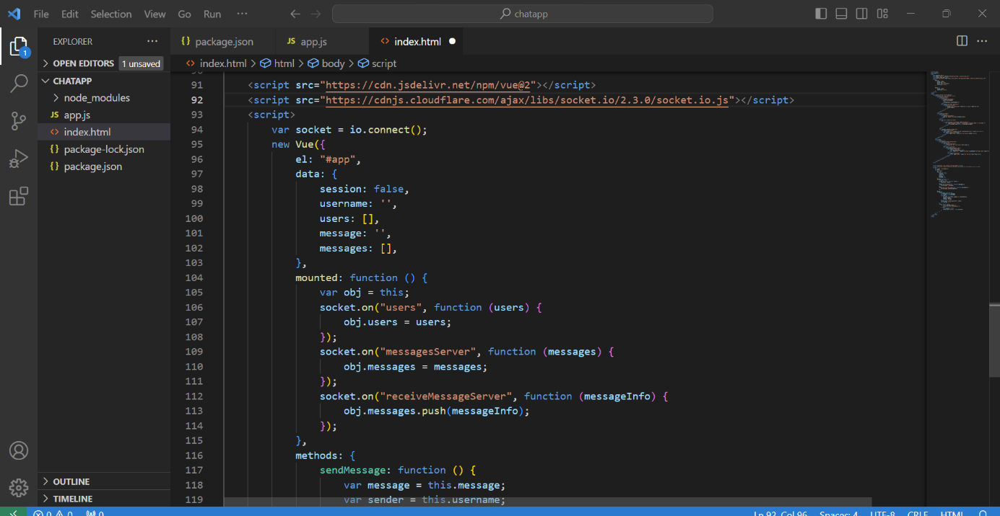 File Edit Selection View Go Run ··· chatapp
EXPLORER ···
{} package.json JS app.js <> index.html
OPEN EDITORS 1 unsaved
<> index.html > html > body > script
CHATAPP
node_modules
JS app.js
<> index.html
{} package-lock.json
{} package.json
OUTLINE
TIMELINE
1
91 <script src="https://cdn.jsdelivr.net/npm/vue@2"></script>
92 <script src="https://cdnjs.cloudflare.com/ajax/libs/socket.io/2.3.0/socket.io.js"></script>
93 <script>
94 var socket = io.connect();
95 new Vue({
96 el: "#app",
97 data: {
98 session: false,
99 username: '',
100 users: [],
101 message: '',
102 messages: [],
103 },
104 mounted: function () {
105 var obj = this;
106 socket.on("users", function (users) {
107 obj.users = users;
108 });
109 socket.on("messagesServer", function (messages) {
110 obj.messages = messages;
111 });
112 socket.on("receiveMessageServer", function (messageInfo) {
113 obj.messages.push(messageInfo);
114 });
115 },
116 methods: {
117 sendMessage: function () {
118 var message = this.message;
119 var sender = this.username;
0 0 0 Ln 92, Col 96 Spaces: 4 UTF-8 CRLF HTML